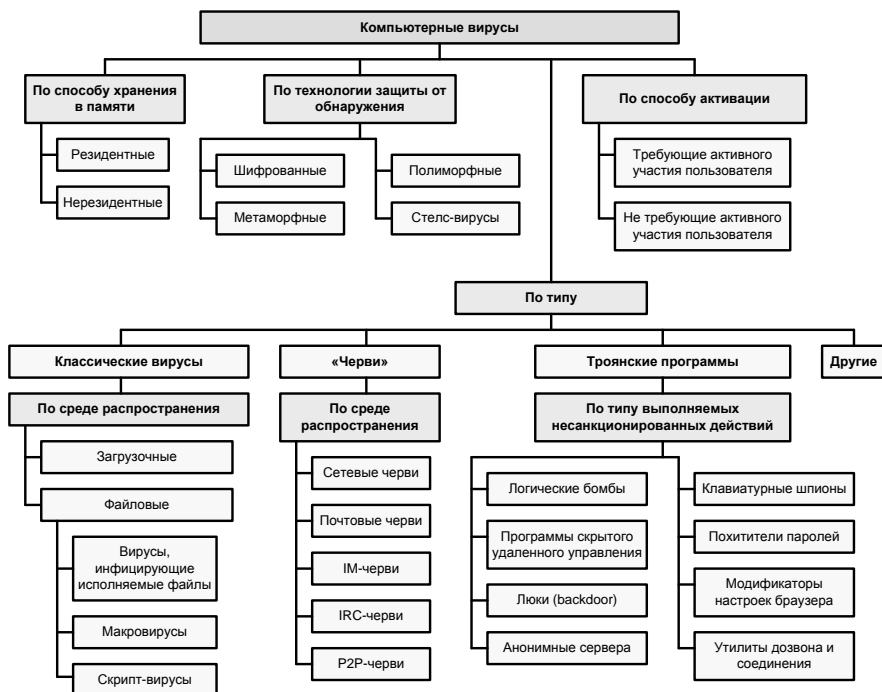 Компьютерные вирусы
По способу хранения
в памяти
Резидентные
Нерезидентные
По технологии защиты от
обнаружения
Шифрованные
Метаморфные
Полиморфные
Стелс-вирусы
По способу активации
Требующие активного
участия пользователя
Не требующие активного
участия пользователя
По типу
Классические вирусы
По среде распространения
Загрузочные
Файловые
Вирусы,
инфицирующие
исполняемые файлы
Макровирусы
Скрипт-вирусы
«Черви»
По среде
распространения
Сетевые черви
Почтовые черви
IM-черви
IRC-черви
P2P-черви
Троянские программы
По типу выполняемых
несанкционированных действий
Логические бомбы
Программы скрытого
удаленного управления
Люки (backdoor)
Анонимные сервера
Клавиатурные шпионы
Похитители паролей
Модификаторы
настроек браузера
Утилиты дозвона и
соединения
Другие